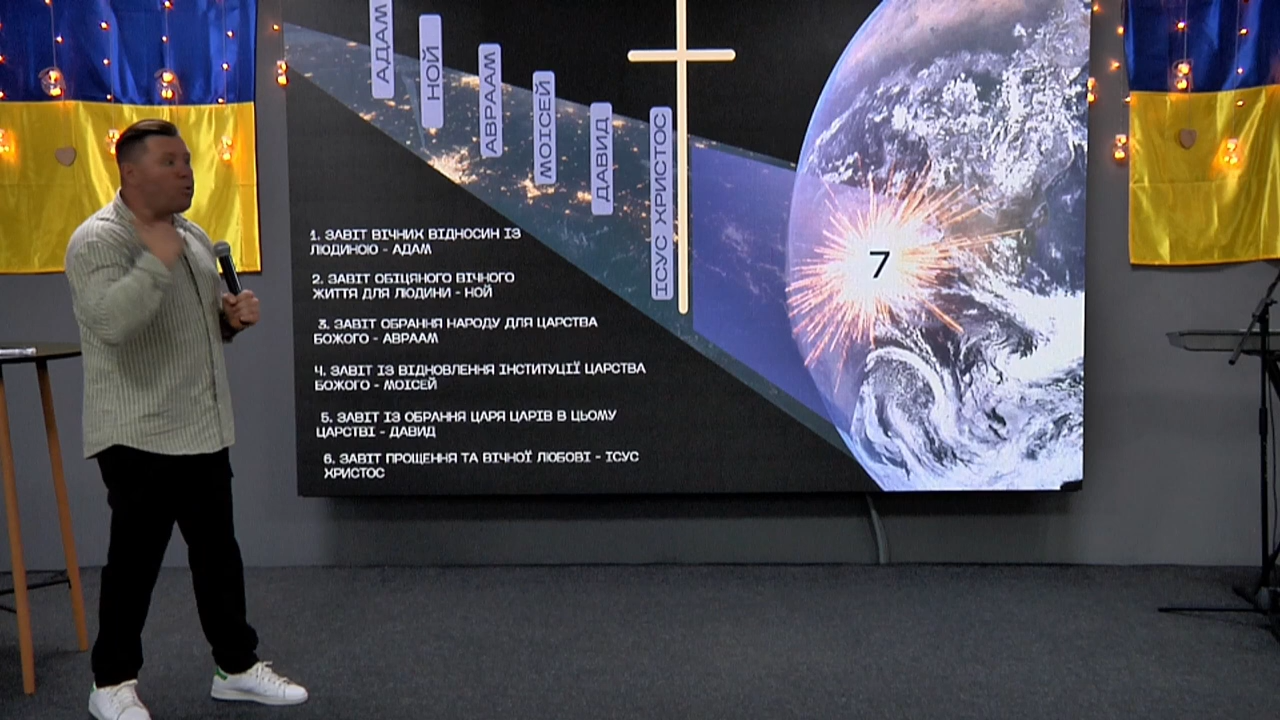 АДАМ
НОЙ
АВРААМ
МОІСЕЙ
ДАВИД
ІСУС ХРИСТОС
7
1. ЗАВІТ ВІЧНИХ ВІДНОСИН ІЗ
ЛЮДИНОЮ - АДАМ
2. ЗАВІТ ОБІЦЯНОГО ВІЧНОГО
ЖИТТЯ ДЛЯ ЛЮДИНИ - НОЙ
3. ЗАВІТ ОБРАННЯ НАРОДУ ДЛЯ ЦАРСТВА
БОЖОГО - АВРААМ
4. ЗАВІТ ІЗ ВІДНОВЛЕННЯ ІНСТИТУЦІЇ ЦАРСТВА
БОЖОГО - МОІСЕЙ
5. ЗАВІТ ІЗ ОБРАННЯ ЦАРЯ ЦАРІВ В ЦЬОМУ
ЦАРСТВІ - ДАВИД
6. ЗАВІТ ПРОЩЕННЯ ТА ВІЧНОЇ ЛЮБОВІ - ІСУС
ХРИСТОС